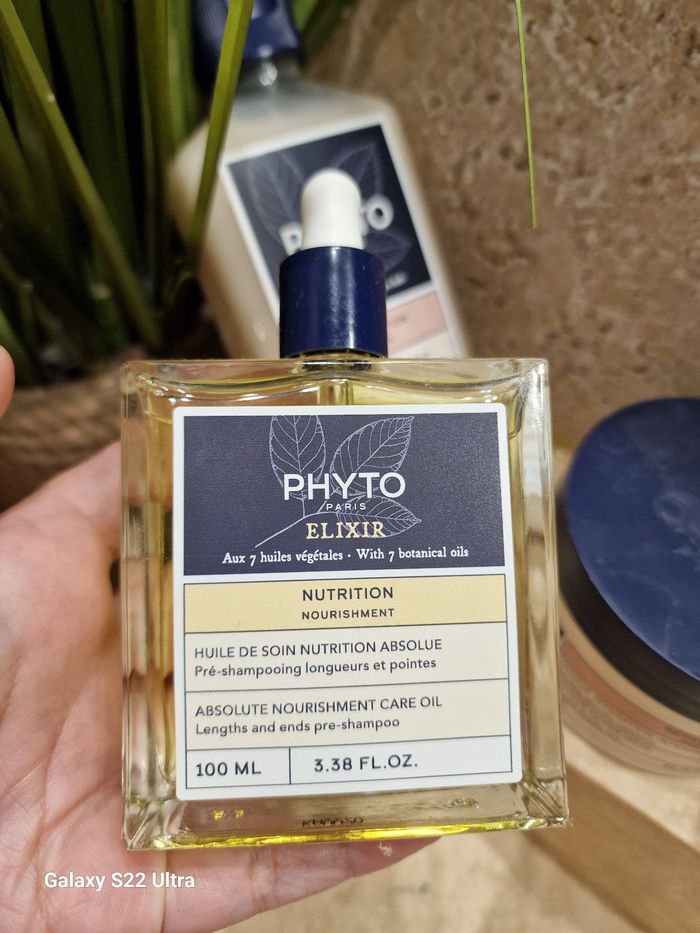 PHYTO
PARIS
ELIXIR
Aux 7 huiles végétales · With 7 botanical oils
NUTRITION
NOURISHMENT
HUILE DE SOIN NUTRITION ABSOLUE
Pré-shampooing longueurs et pointes
ABSOLUTE NOURISHMENT CARE OIL
Lengths and ends pre-shampoo
100 ML
3.38 FL.OZ.
Galaxy S22 Ultra